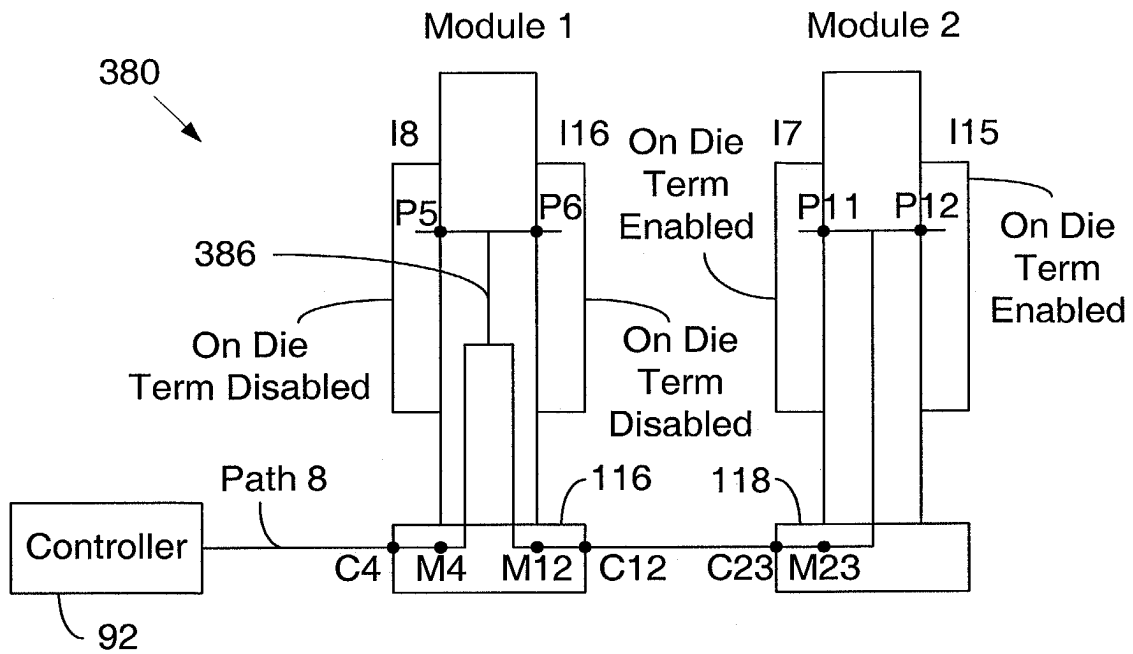 Module 1
Module 2
380
I8
I16
I7
I15
On Die
Term
Enabled
P5
P6
P11
P12
386
On Die
Term
Enabled
On Die
Term Disabled
On Die
Term
Disabled
Path 8
116
118
Controller
C4
M4
M12
C12
C23
M23
92